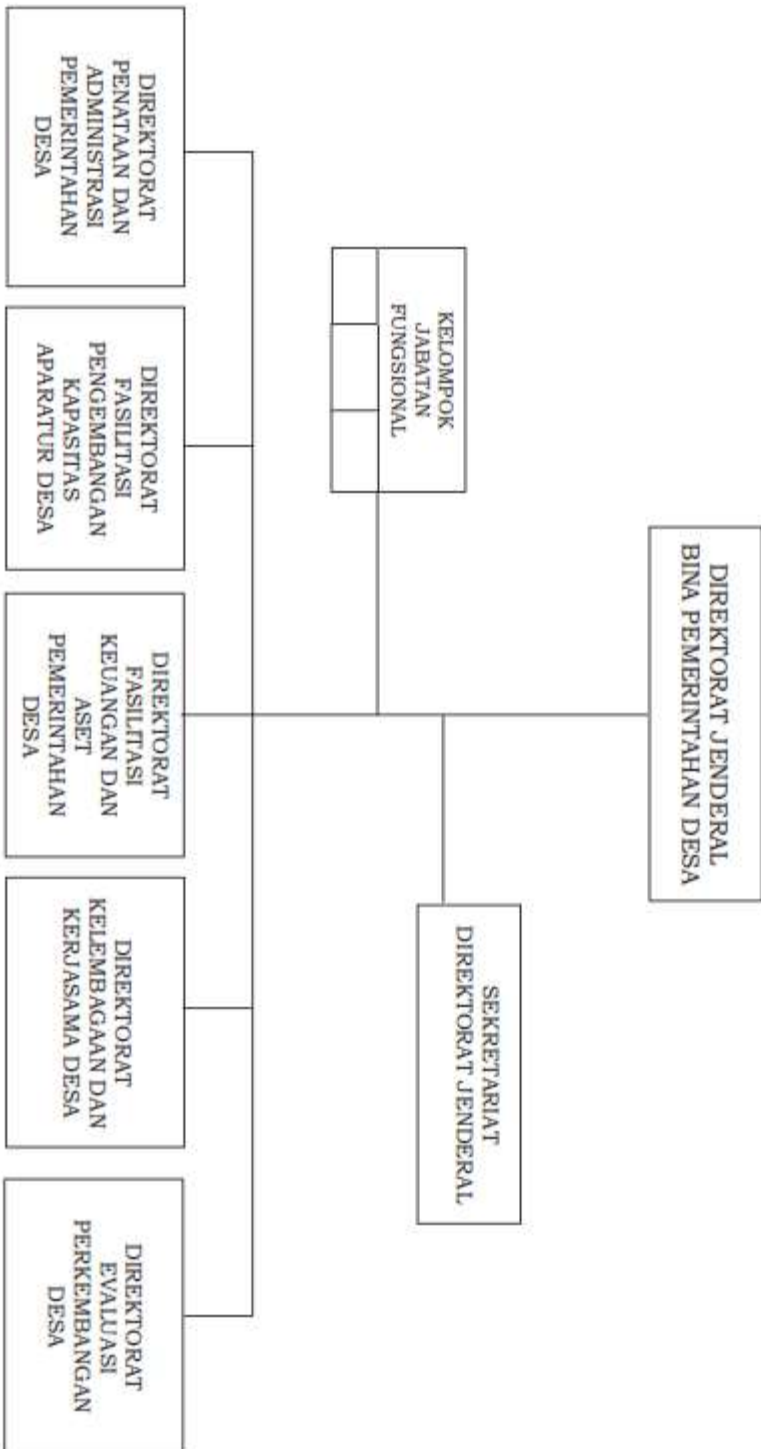 DIREKTORAT JENDERAL
BINA PEMERINTAHAN DESA
SEKRETARIAT
DIREKTORAT JENDERAL
KELOMPOK
JABATAN
FUNGSIONAL
DIREKTORAT
PENATAAN DAN
ADMINISTRASI
PEMERINTAHAN
DESA
DIREKTORAT
FASILITASI
PENGEMBANGAN
KAPASITAS
APARATUR DESA
DIREKTORAT
FASILITASI
KEUANGAN DAN
ASET
PEMERINTAHAN
DESA
DIREKTORAT
KELEMBAGAAN DAN
KERJASAMA DESA
DIREKTORAT
EVALUASI
PERKEMBANGAN
DESA